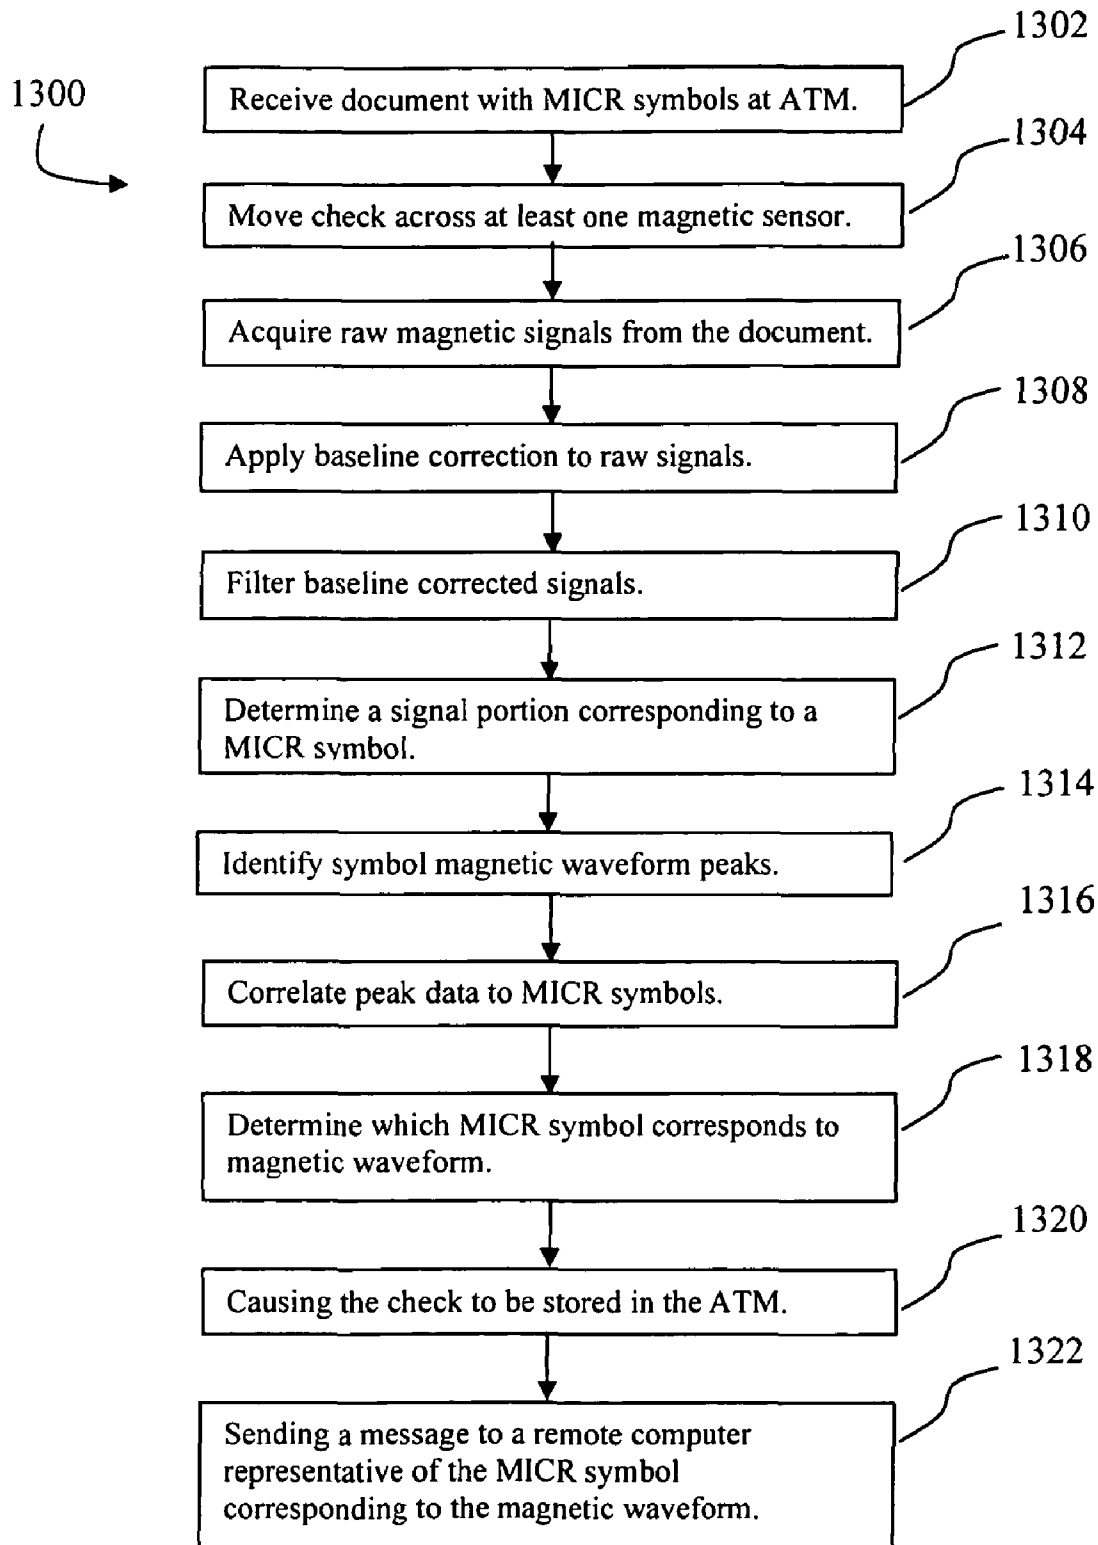 1302
1300
Receive document with MICR symbols at ATM.
1304
Move check across at least one magnetic sensor.
1306
Acquire raw magnetic signals from the document.
1308
Apply baseline correction to raw signals.
1310
Filter baseline corrected signals.
1312
Determine a signal portion corresponding to a
MICR symbol.
1314
Identify symbol magnetic waveform peaks.
1316
Correlate peak data to MICR symbols.
1318
Determine which MICR symbol corresponds to
magnetic waveform.
1320
Causing the check to be stored in the ATM.
1322
Sending a message to a remote computer
representative of the MICR symbol
corresponding to the magnetic waveform.